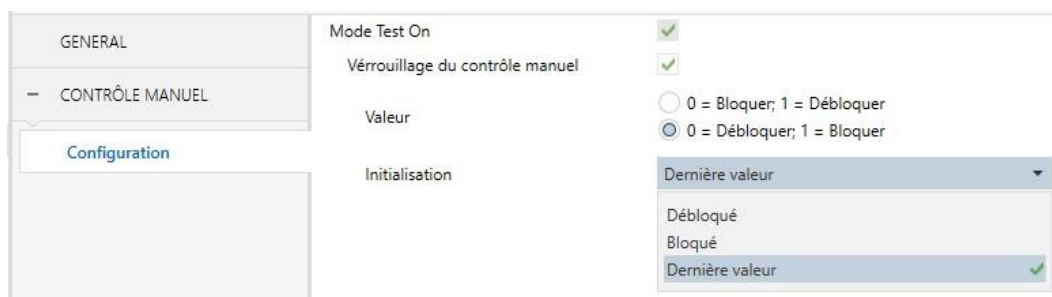 GENERAL
CONTRÔLE MANUEL
Configuration
Mode Test On
Vérrouillage du contrôle manuel
Valeur
0 = Bloquer; 1 = Débloquer
0 = Débloquer; 1 = Bloquer
Initialisation
Dernière valeur
Débloqué
Bloqué
Dernière valeur